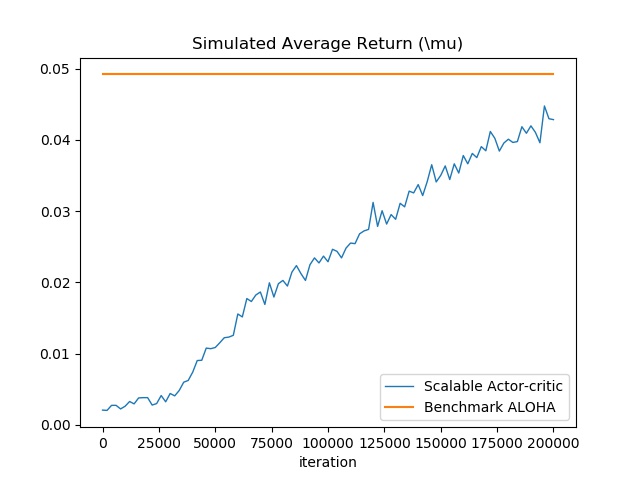 Simulated Average Return (\mu)
0.05
0.04
0.03
0.02
0.01
0.00
Scalable Actor-critic
Benchmark ALOHA
0 25000 50000 75000 100000 125000 150000 175000 200000
iteration